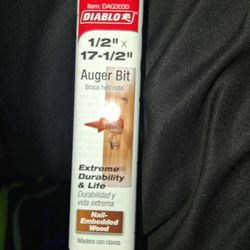 Item: DAG3030
DIABLO
1/2" x
17-1/2"
Auger Bit
Broca helicoidal
Extreme
Durability
& Life
Durabilidad y
vida extrema
Nail-
Embedded
Wood
Madera con clavos